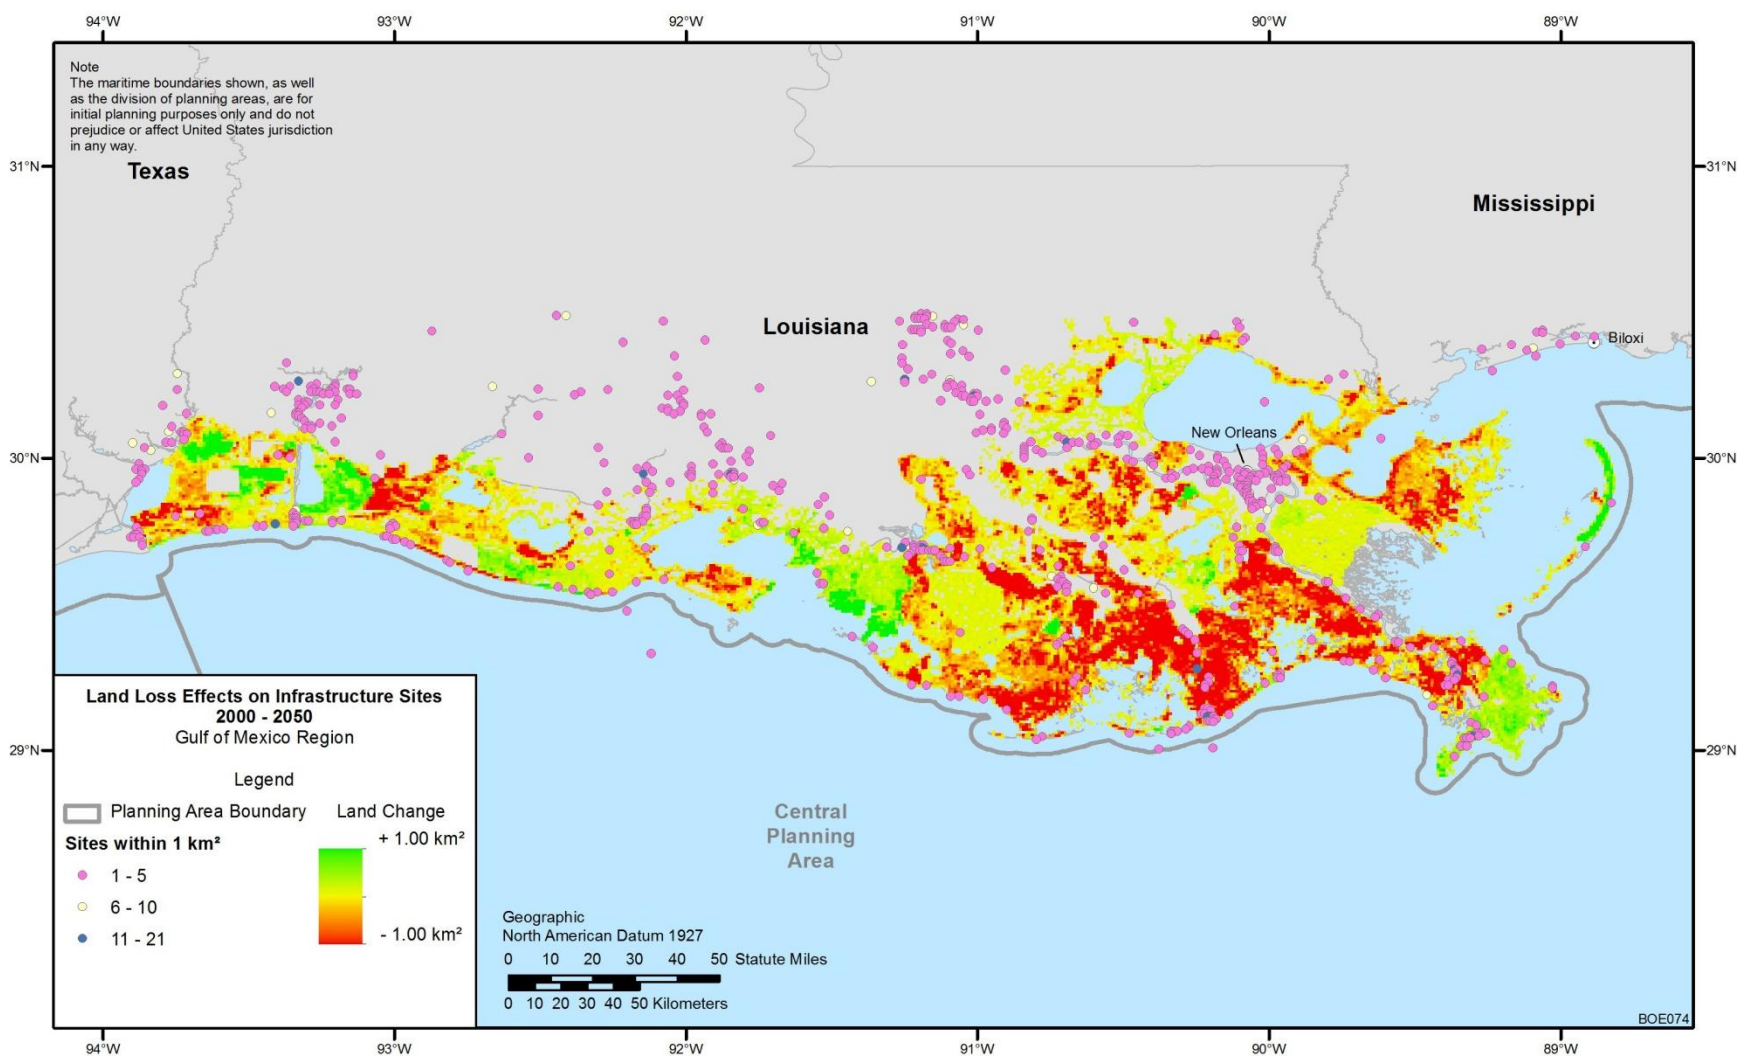 94°W 93°W 92°W 91°W 90°W 89°W
Note
The maritime boundaries shown, as well
as the division of planning areas, are for
initial planning purposes only and do not
prejudice or affect United States jurisdiction
in any way.
31°N 31°N
Texas
Mississippi
Louisiana
Biloxi
New Orleans
30°N 30°N
29°N 29°N
Land Loss Effects on Infrastructure Sites
2000 - 2050
Gulf of Mexico Region
Legend
Planning Area Boundary
Sites within 1 km²
1 - 5
6 - 10
11 - 21
Land Change
+ 1.00 km²
- 1.00 km²
Central
Planning
Area
Geographic
North American Datum 1927
0 10 20 30 40 50 Statute Miles
0 10 20 30 40 50 Kilometers
BOE074
94°W 93°W 92°W 91°W 90°W 89°W